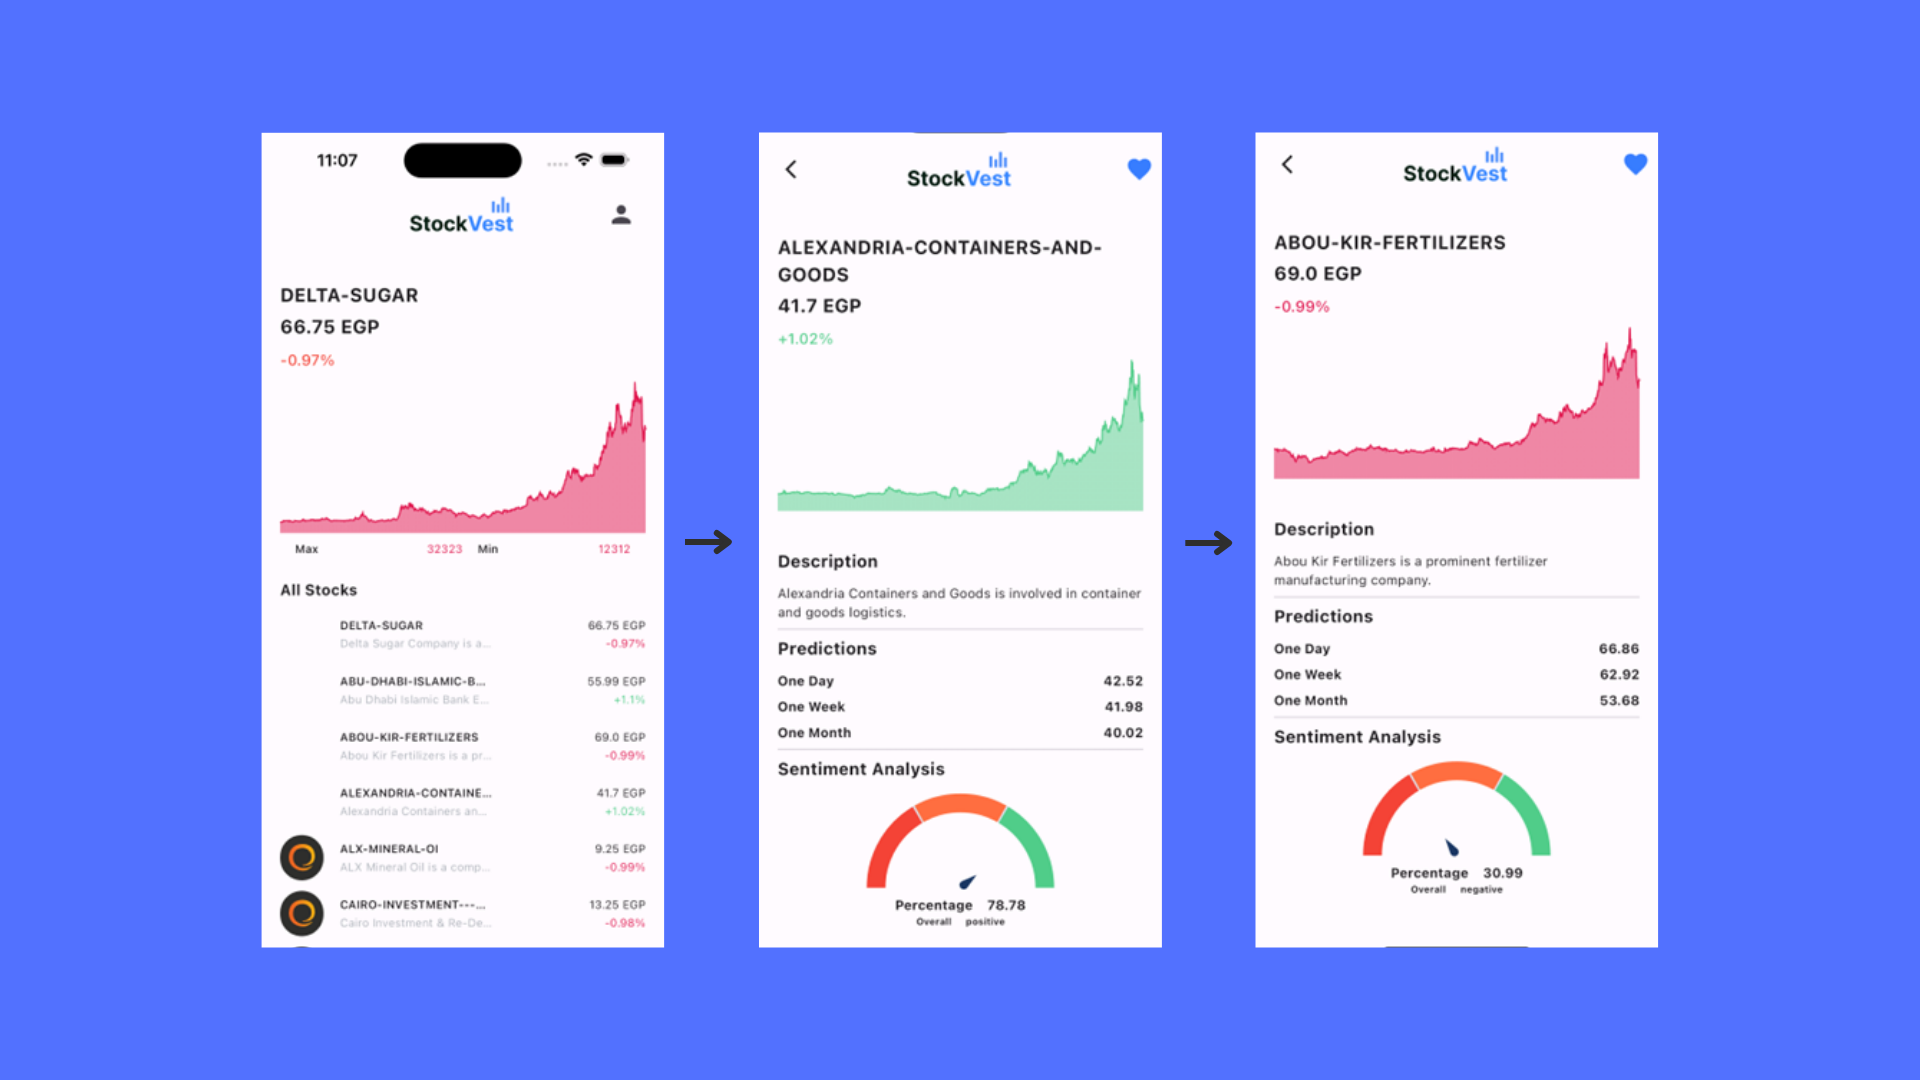 11:07
StockVest
DELTA-SUGAR
66.75 EGP
-0.97%
Max 32323 Min 12312
All Stocks
DELTA-SUGAR 66.75 EGP
Delta Sugar Company is a... -0.97%
ABU-DHABI-ISLAMIC-B... 55.99 EGP
Abu Dhabi Islamic Bank E... +1.1%
ABOU-KIR-FERTILIZERS 69.0 EGP
Abou Kir Fertilizers is a pr... -0.99%
ALEXANDRIA-CONTAINE... 41.7 EGP
Alexandria Containers an... +1.02%
ALX-MINERAL-OI 9.25 EGP
ALX Mineral Oil is a comp... -0.99%
CAIRO-INVESTMENT---... 13.25 EGP
Cairo Investment & Re-De... -0.98%
StockVest
ALEXANDRIA-CONTAINERS-AND-
GOODS
41.7 EGP
+1.02%
Description
Alexandria Containers and Goods is involved in container
and goods logistics.
Predictions
One Day 42.52
One Week 41.98
One Month 40.02
Sentiment Analysis
Percentage 78.78
Overall positive
StockVest
ABOU-KIR-FERTILIZERS
69.0 EGP
-0.99%
Description
Abou Kir Fertilizers is a prominent fertilizer
manufacturing company.
Predictions
One Day 66.86
One Week 62.92
One Month 53.68
Sentiment Analysis
Percentage 30.99
Overall negative